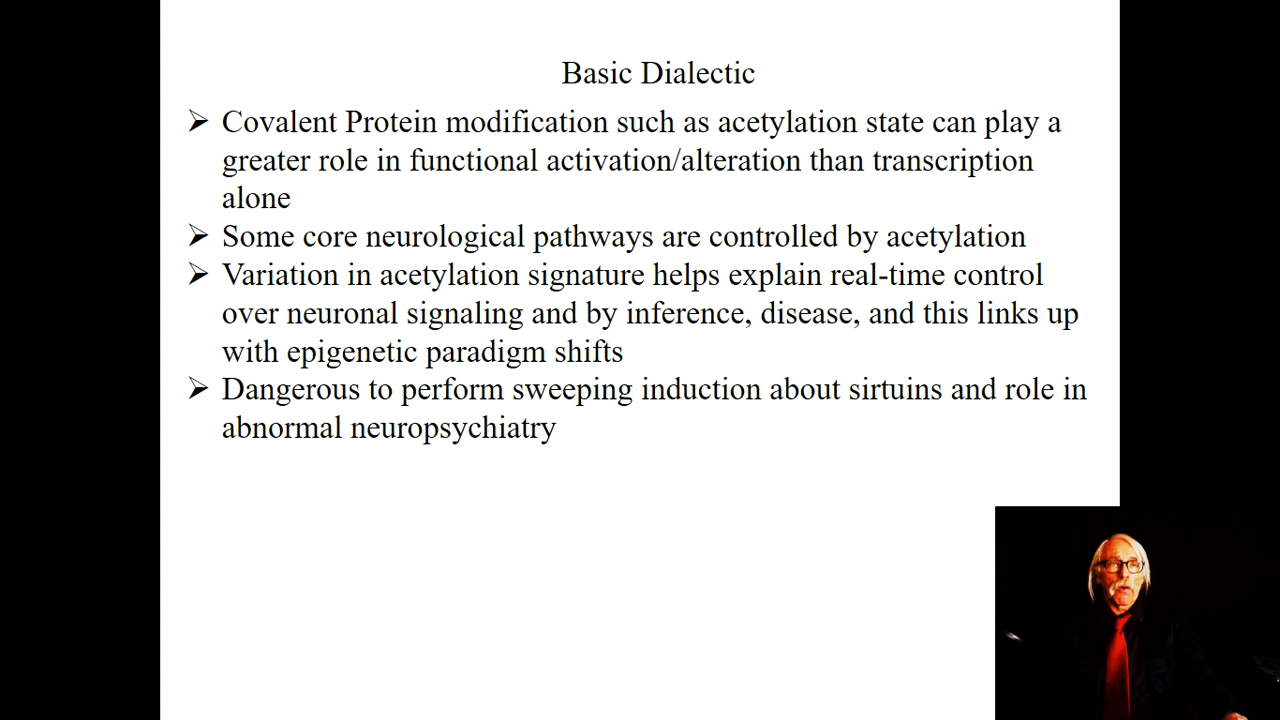 Basic Dialectic
➢ Covalent Protein modification such as acetylation state can play a
greater role in functional activation/alteration than transcription
alone
➢ Some core neurological pathways are controlled by acetylation
➢ Variation in acetylation signature helps explain real-time control
over neuronal signaling and by inference, disease, and this links up
with epigenetic paradigm shifts
➢ Dangerous to perform sweeping induction about sirtuins and role in
abnormal neuropsychiatry